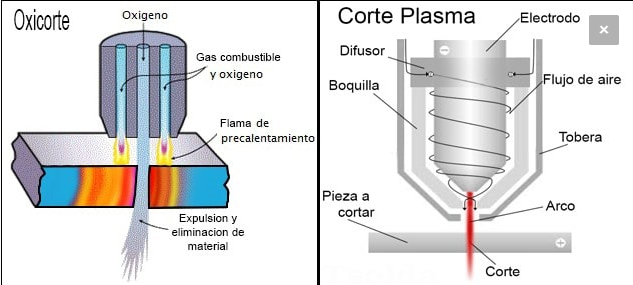 Oxicorte
Oxigeno
Gas combustible
y oxigeno
Flama de
precalentamiento
Expulsion y
eliminacion de
material
Corte Plasma
Electrodo
Difusor
Flujo de aire
Boquilla
Tobera
Pieza a
cortar
Arco
Corte